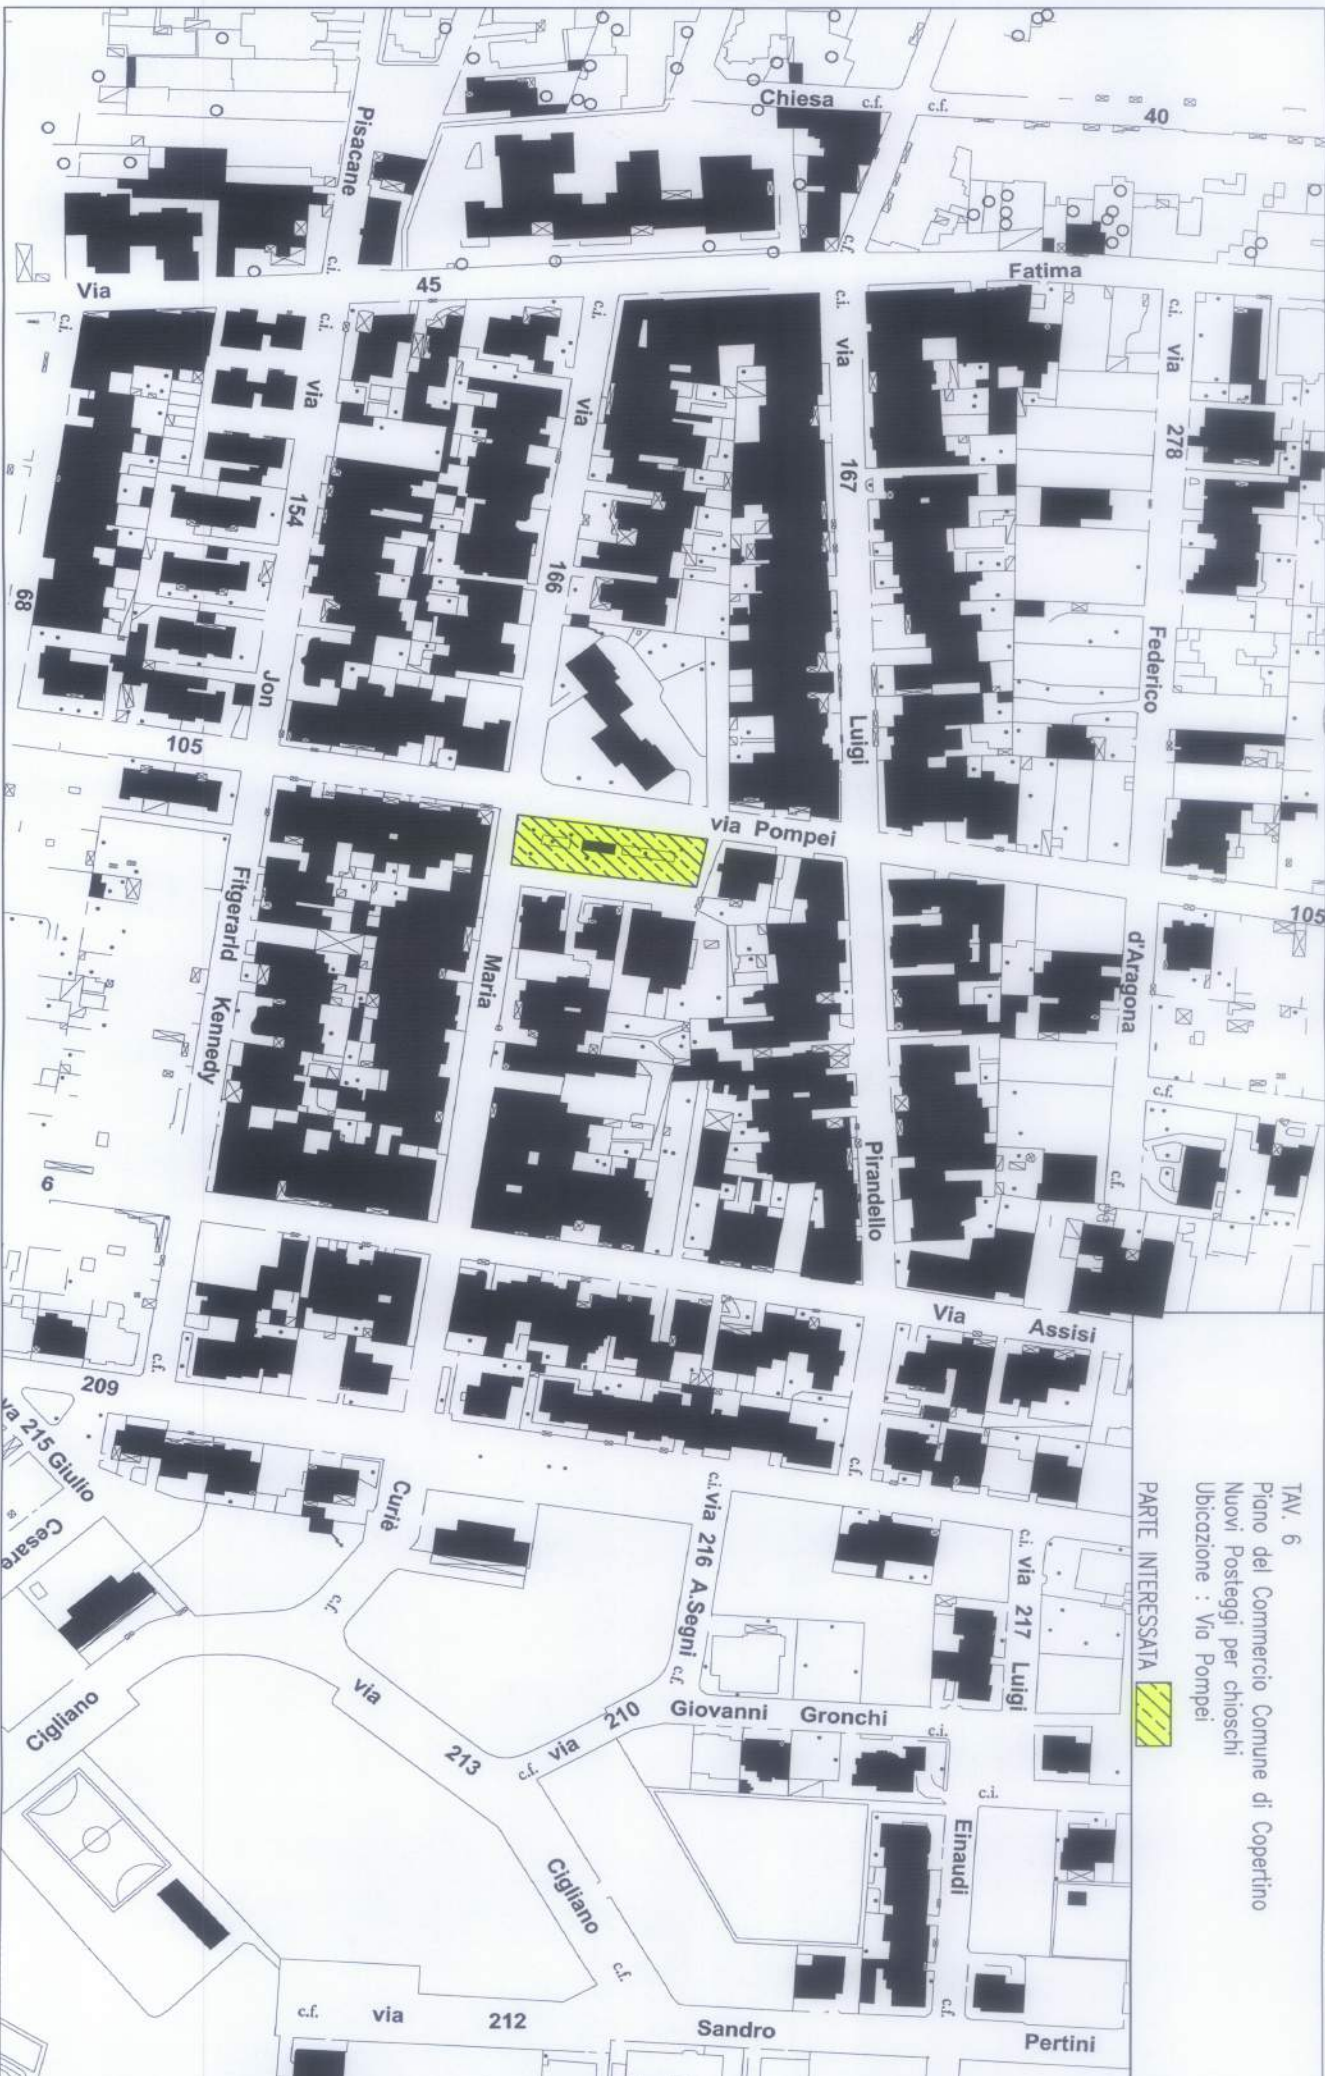 TAV. 6
Piano del Commercio Comune di Copertino
Nuovi Posteggi per chioschi
Ubicazione : Via Pompei
PARTE INTERESSATA
Chiesa
c.f.
c.f.
40
Pisacane
c.f.
c.i.
Via
45
Fatima
c.i.
c.i.
c.i.
c.i.
c.i.
via
via
via
via
278
167
154
166
68
Federico
Jon
Luigi
105
via Pompei
105
Fitgerarld
Kennedy
Maria
d'Aragona
c.f.
Pirandello
c.f.
6
Via
Assisi
c.f.
209
via 215 Giulio
Cesare
Curiè
c.f.
c.i.
via 216 A.Segni
c.i.
via 217 Luigi
c.f.
c.f.
Cigliano
via
213
c.f.
via
210
Giovanni Gronchi
c.i.
c.i.
Einaudi
Cigliano
c.f.
c.f.
c.f.
via
212
Sandro
Pertini